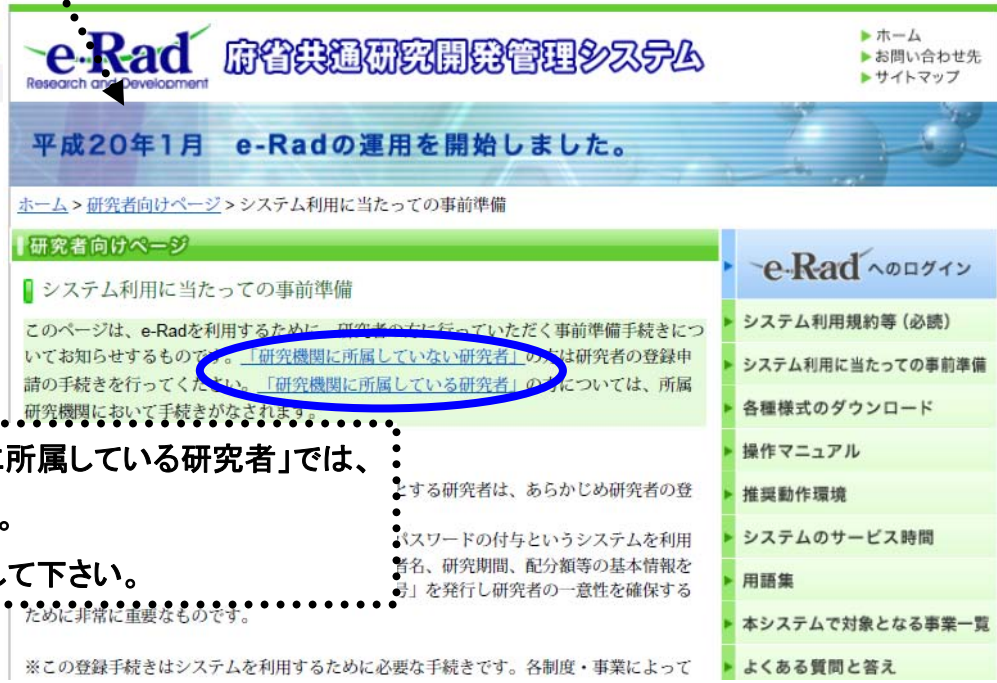 e-Rad 府省共通研究開発管理システム
Research and Development
ホーム
お問い合わせ先
サイトマップ
平成20年1月 e-Radの運用を開始しました。
ホーム > 研究者向けページ > システム利用に当たっての事前準備
研究者向けページ
システム利用に当たっての事前準備
このページは、e-Radを利用するために、研究者の方に行っていただく事前準備手続きにつ
いてお知らせするものです。「研究機関に所属していない研究者」の方は研究者の登録申
請の手続きを行ってください。「研究機関に所属している研究者」の方については、所属
研究機関において手続きがなされます。
に所属している研究者」では、
。
して下さい。
とする研究者は、あらかじめ研究者の登
パスワードの付与というシステムを利用
者名、研究期間、配分額等の基本情報を
号」を発行し研究者の一意性を確保する
ために非常に重要なものです。
※この登録手続きはシステムを利用するために必要な手続きです。各制度・事業によって
e-Rad へのログイン
システム利用規約等（必読）
システム利用に当たっての事前準備
各種様式のダウンロード
操作マニュアル
推奨動作環境
システムのサービス時間
用語集
本システムで対象となる事業一覧
よくある質問と答え